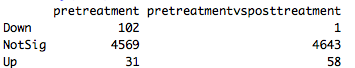 pretreatment pretreatmentvsposttreatment
Down 102 1
NotSig 4569 4643
Up 31 58